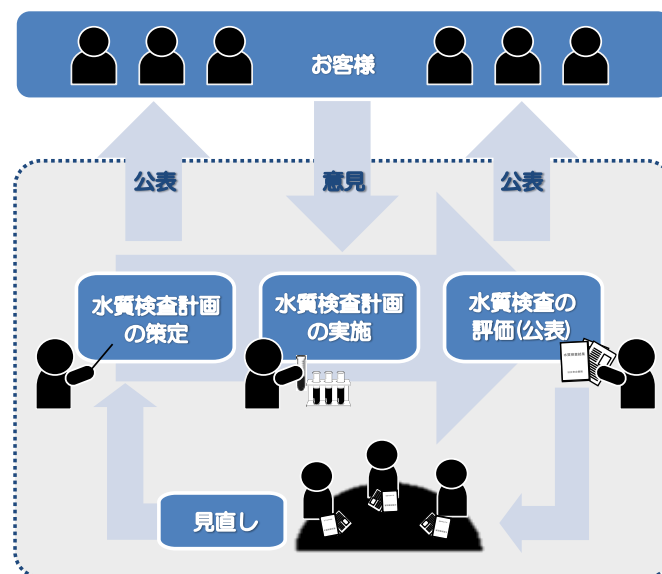 お客様
公表
意見
公表
水質検査計画
の策定
水質検査計画
の実施
水質検査の
評価(公表)
見直し